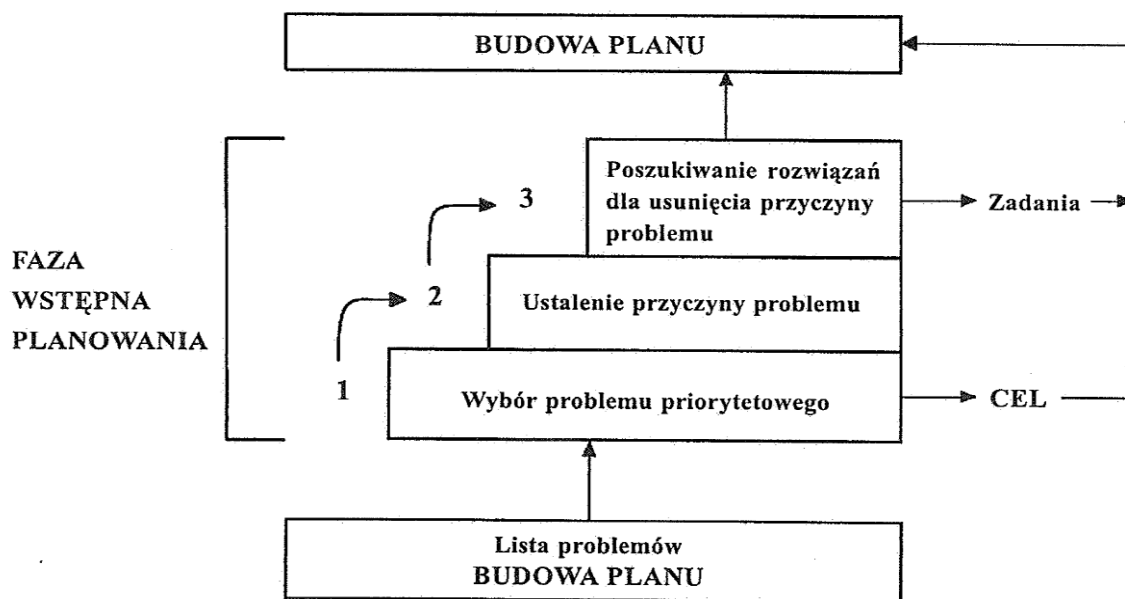 BUDOWA PLANU
3
Poszukiwanie rozwiązań
dla usunięcia przyczyny
problemu
Zadania
FAZA
WSTĘPNA
PLANOWANIA
2
Ustalenie przyczyny problemu
1
Wybór problemu priorytetowego
CEL
Lista problemów
BUDOWA PLANU